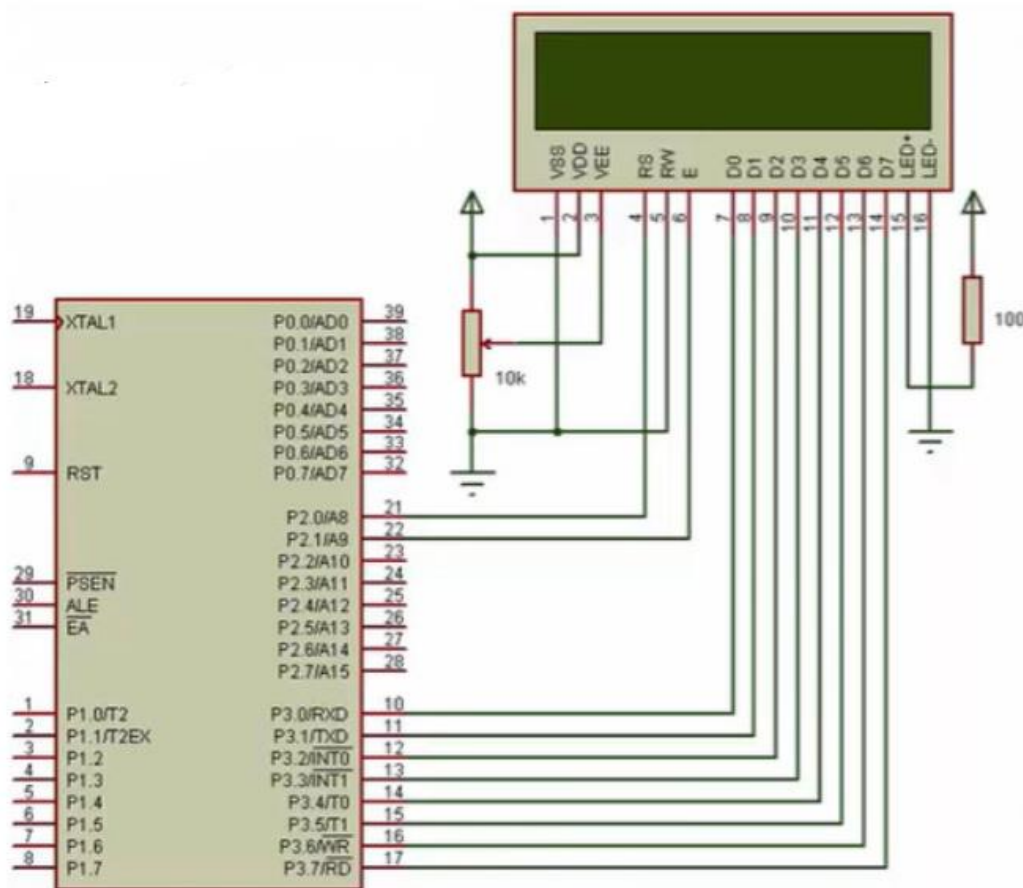 VSS VDD VEE RS RW E D0 D1 D2 D3 D4 D5 D6 D7 LED+ LED-
1 2 3 4 5 6 7 8 9 10 11 12 13 14 15 16
10k
100
19 XTAL1
18 XTAL2
9 RST
29 PSEN
30 ALE
31 EA
1 P1.0/T2
2 P1.1/T2EX
3 P1.2
4 P1.3
5 P1.4
6 P1.5
7 P1.6
8 P1.7
P0.0/AD0 39
P0.1/AD1 38
P0.2/AD2 37
P0.3/AD3 36
P0.4/AD4 35
P0.5/AD5 34
P0.6/AD6 33
P0.7/AD7 32
P2.0/A8 21
P2.1/A9 22
P2.2/A10 23
P2.3/A11 24
P2.4/A12 25
P2.5/A13 26
P2.6/A14 27
P2.7/A15 28
P3.0/RXD 10
P3.1/TXD 11
P3.2/INT0 12
P3.3/INT1 13
P3.4/T0 14
P3.5/T1 15
P3.6/WR 16
P3.7/RD 17